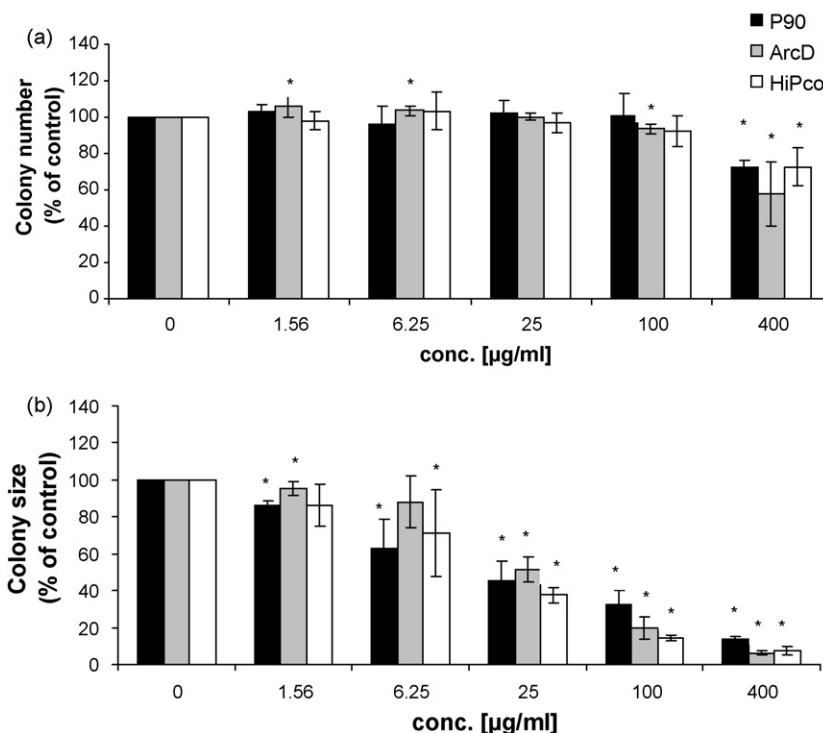 (a)
P90
ArcD
HiPco
Colony number
(% of control)
140
120
100
80
60
40
20
0
* * * * * *
0 1.56 6.25 25 100 400
conc. [µg/ml]
(b)
Colony size
(% of control)
140
120
100
80
60
40
20
0
* * * * * * * * * * * * *
0 1.56 6.25 25 100 400
conc. [µg/ml]